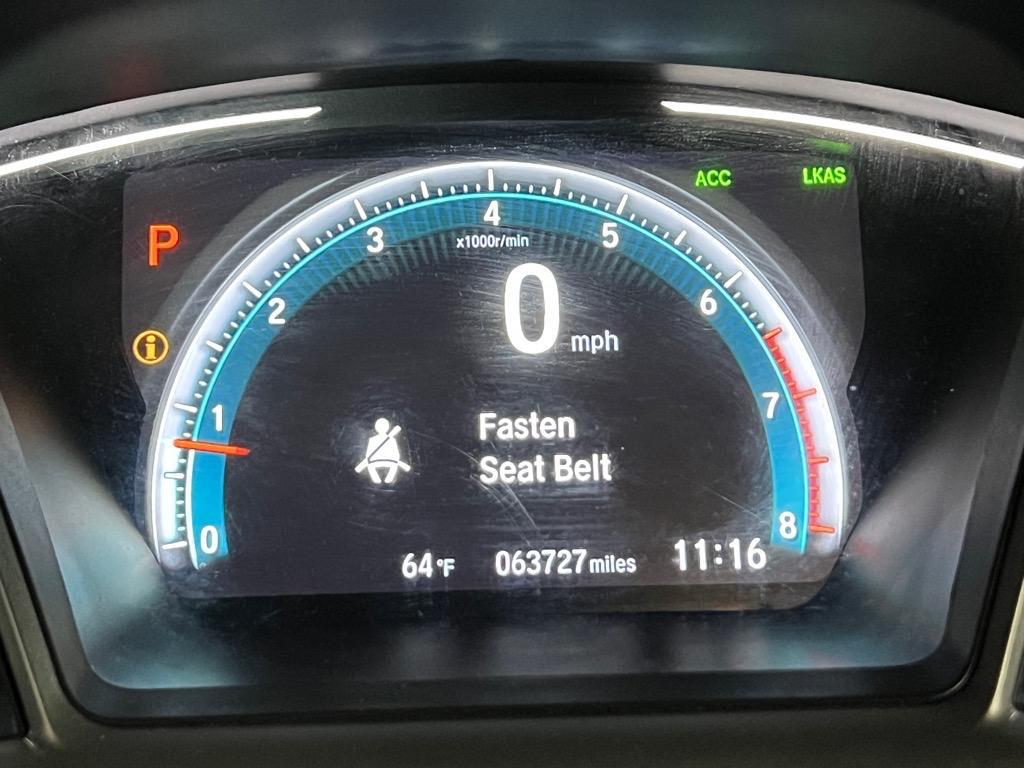 ACC LKAS
P
4
x1000r/min
3 5
2 6
0 mph
i
1 7
Fasten
Seat Belt
0 8
64°F 063727 miles 11:16